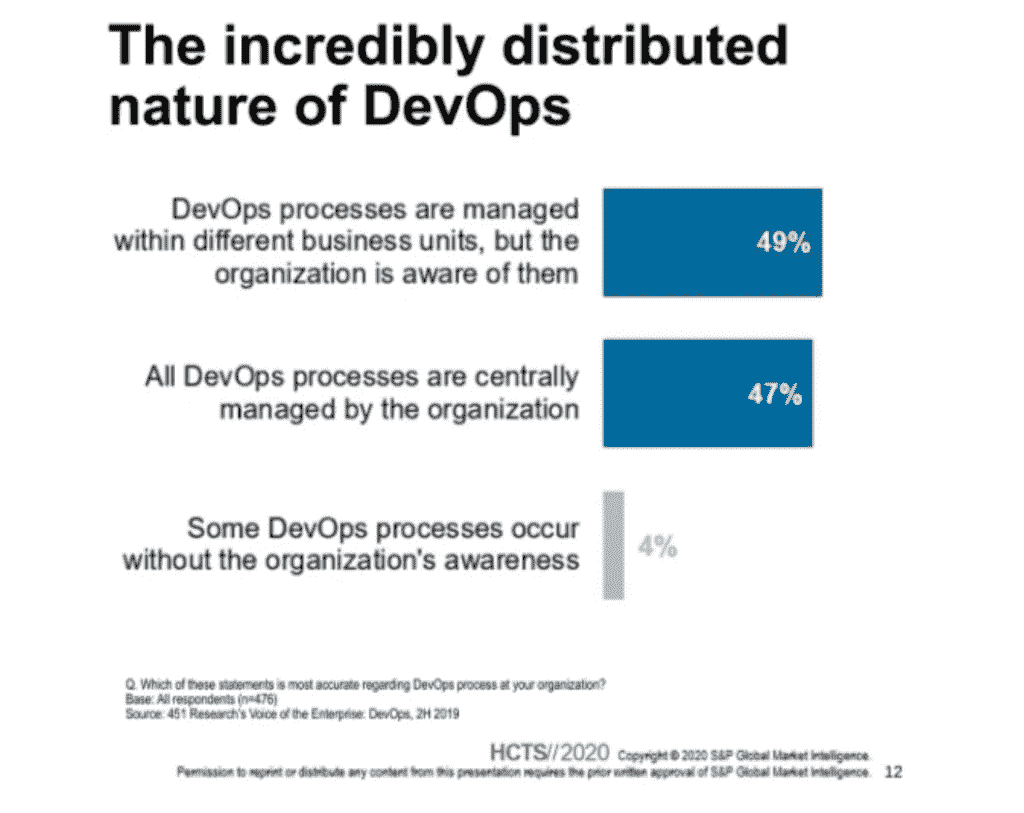 The incredibly distributed
nature of DevOps
DevOps processes are managed
within different business units, but the
organization is aware of them
49%
All DevOps processes are centrally
managed by the organization
47%
Some DevOps processes occur
without the organization's awareness
4%
Q. Which of these statements is most accurate regarding DevOps process at your organization?
Base: All respondents (n=476)
Source: 451 Research's Voice of the Enterprise: DevOps, 2H 2019
HCTS//2020 Copyright © 2020 S&P Global Market Intelligence.
Permission to reprint or distribute any content from this presentation requires the prior written approval of S&P Global Market Intelligence. 12